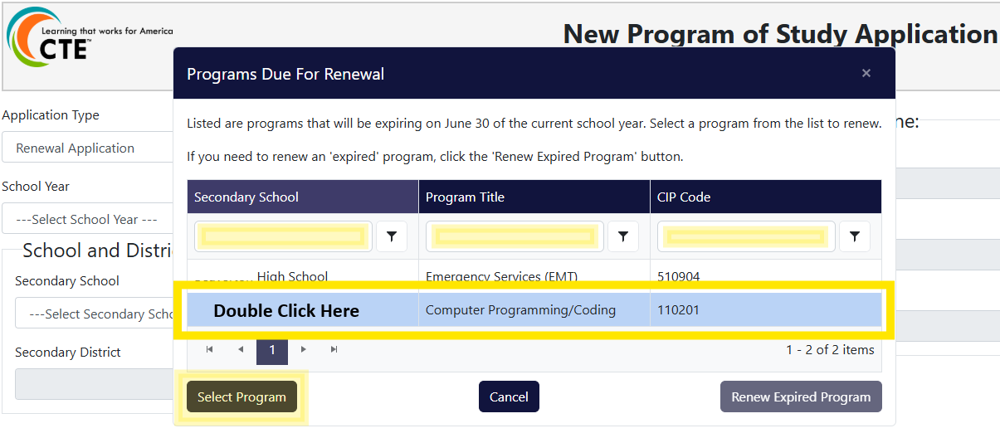 Learning that works for America
CTE™
New Program of Study Application
Programs Due For Renewal
×
Application Type
Listed are programs that will be expiring on June 30 of the current school year. Select a program from the list to renew.
ne:
Renewal Application
If you need to renew an 'expired' program, click the 'Renew Expired Program' button.
School Year
Secondary School Program Title CIP Code
---Select School Year ---
School and Distri
High School Emergency Services (EMT) 510904
Secondary School
---Select Secondary Scho
Double Click Here Computer Programming/Coding 110201
Secondary District
1 1 - 2 of 2 items
Select Program Cancel Renew Expired Program